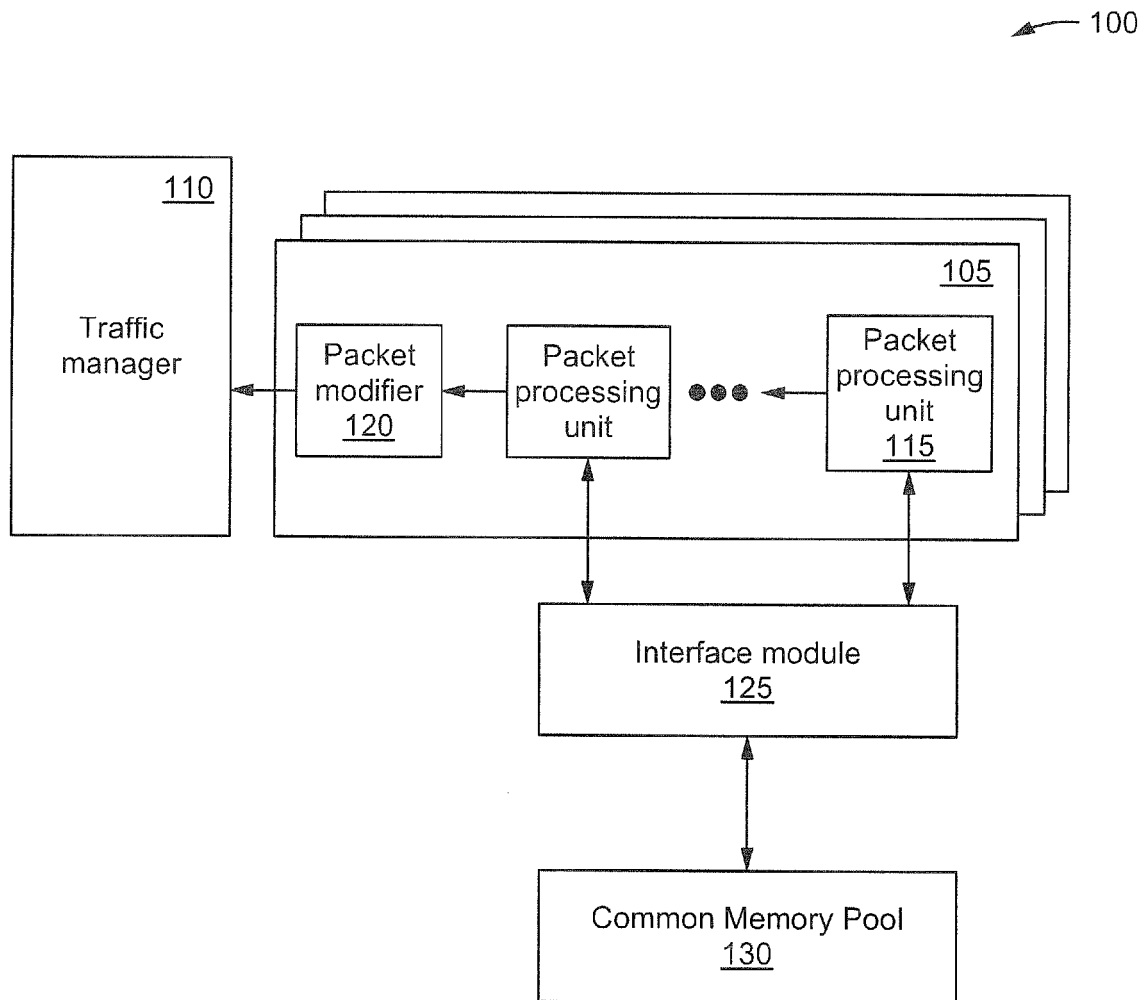 100
110
Traffic
manager
105
Packet
modifier
120
Packet
processing
unit
Packet
processing
unit
115
Interface module
125
Common Memory Pool
130